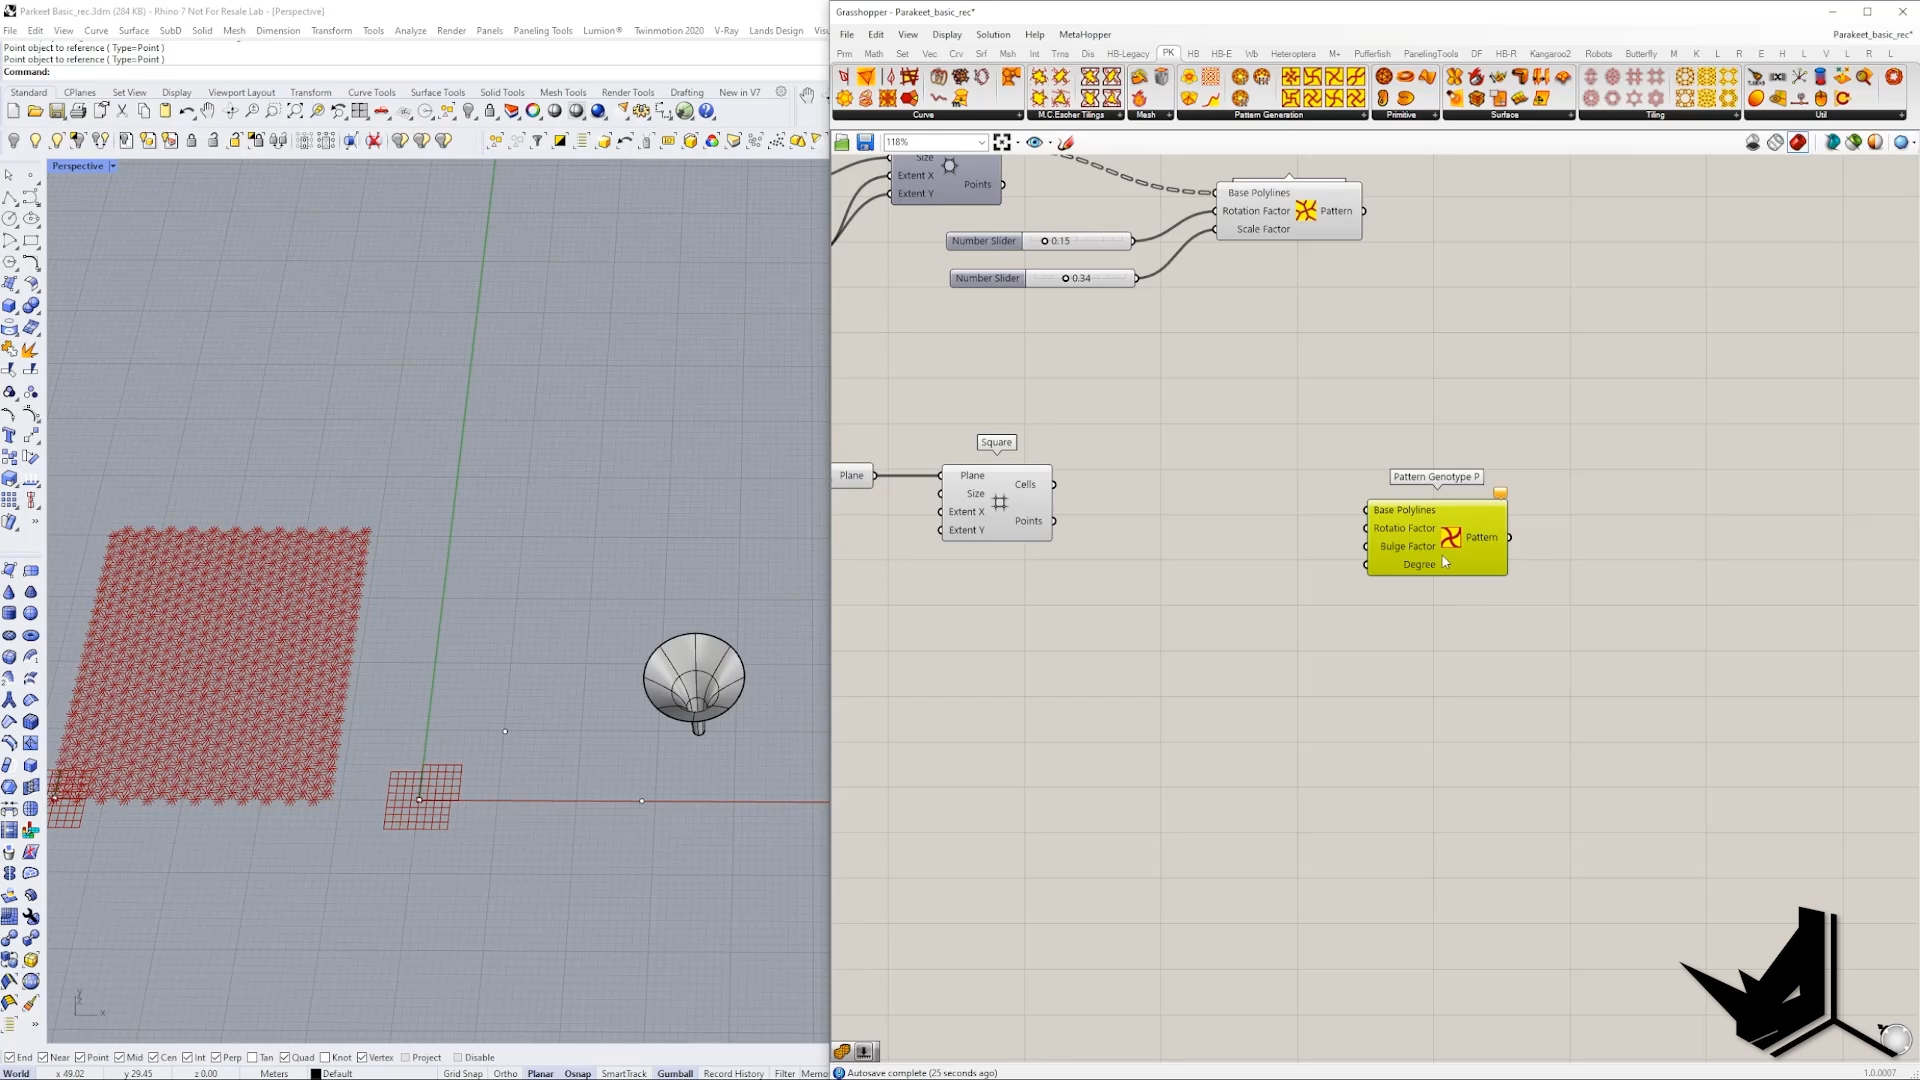 Parkeet Basic_rec.3dm (284 KB) - Rhino 7 Not For Resale Lab - [Perspective]
File Edit View Curve Surface SubD Solid Mesh Dimension Transform Tools Analyze Render Panels Paneling Tools Lumion® Twinmotion 2020 V-Ray Lands Design
Point object to reference ( Type=Point )
Point object to reference ( Type=Point )
Command:
Standard CPlanes Set View Display Viewport Layout Transform Curve Tools Surface Tools Solid Tools Mesh Tools Render Tools Drafting New in V7
Perspective
End Near Point Mid Cen Int Perp Tan Quad Knot Vertex Project Disable
World x 49.02 y 29.45 z 0.00 Meters Default Grid Snap Ortho Planar Osnap SmartTrack Gumball Record History Filter Memo
Grasshopper - Parakeet_basic_rec*
File Edit View Display Solution Help MetaHopper Parakeet_basic_rec*
Prm Math Set Vec Crv Srf Msh Int Trns Dis HB-Legacy PK HB HB-E Wb Heteroptera M+ Pufferfish PanelingTools DF HB-R Kangaroo2 Robots Butterfly M K L R E H L V L R L
Curve M.C.Escher Tilings Mesh Pattern Generation Primitive Surface Tiling Util
118%
Size
Extent X
Extent Y
Points
Base Polylines
Rotation Factor
Scale Factor
Pattern
Number Slider 0.15
Number Slider 0.34
Square
Plane
Plane
Size
Extent X
Extent Y
Cells
Points
Pattern Genotype P
Base Polylines
Rotatio Factor
Bulge Factor
Degree
Pattern
Autosave complete (25 seconds ago)
1.0.0007
y
z
x